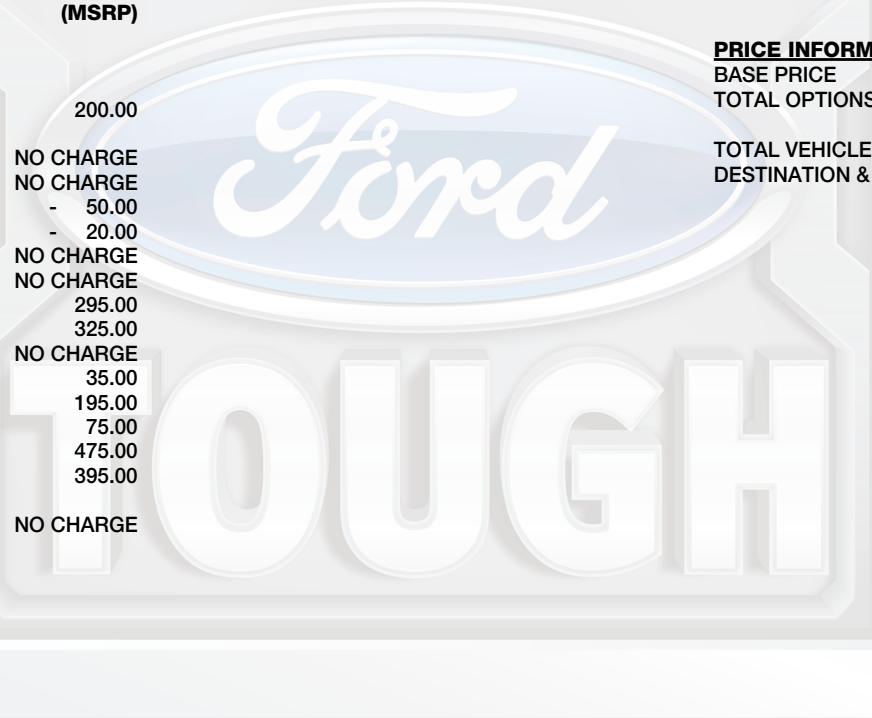 (MSRP)
200.00
NO CHARGE
NO CHARGE
- 50.00
- 20.00
NO CHARGE
NO CHARGE
295.00
325.00
NO CHARGE
35.00
195.00
75.00
475.00
395.00
NO CHARGE
PRICE INFORM
BASE PRICE
TOTAL OPTIONS
TOTAL VEHICLE
DESTINATION &
Ford
TOUGH